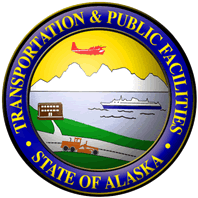 TRANSPORTATION & PUBLIC FACILITIES
STATE OF ALASKA